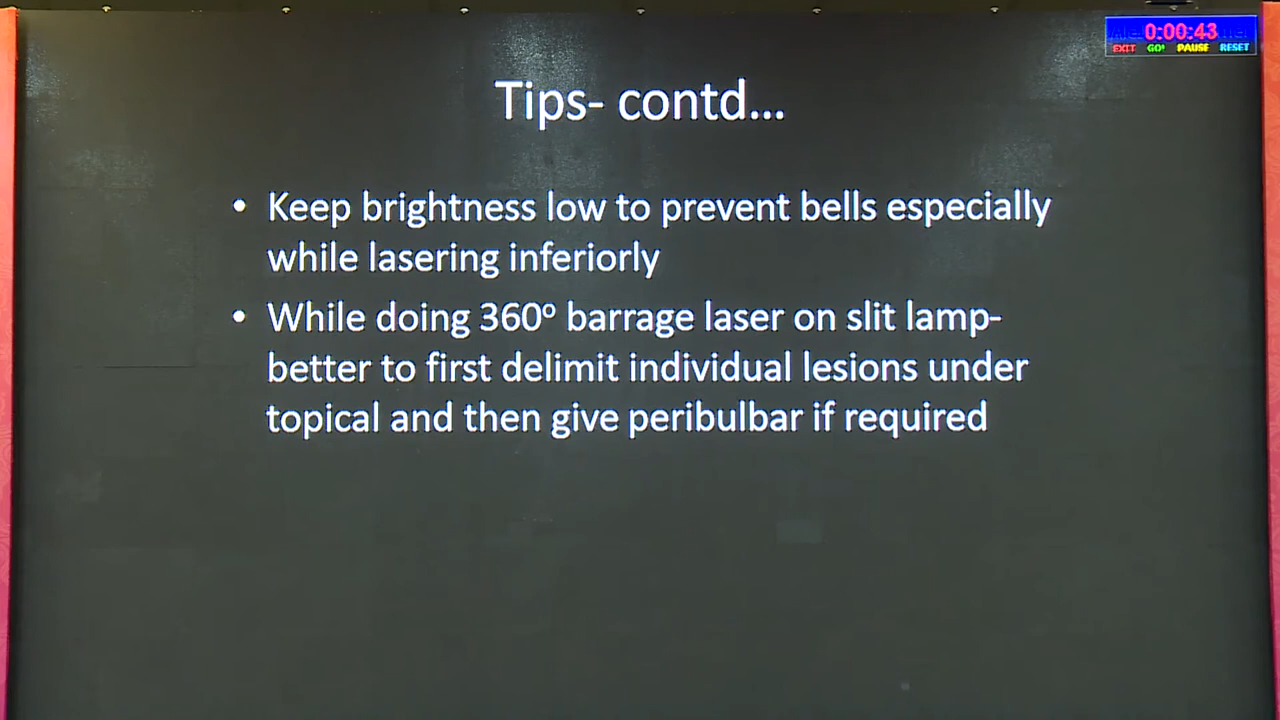 0:00:43
EXIT GO! PAUSE RESET
Tips- contd...
• Keep brightness low to prevent bells especially
while lasering inferiorly
• While doing 360º barrage laser on slit lamp-
better to first delimit individual lesions under
topical and then give peribulbar if required